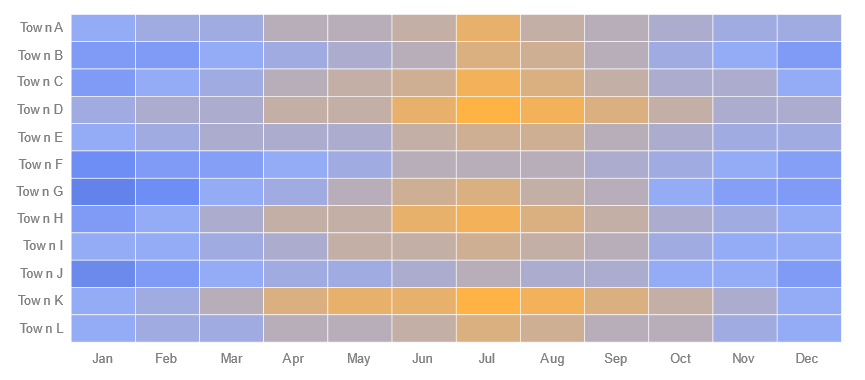 Town A
Town B
Town C
Town D
Town E
Town F
Town G
Town H
Town I
Town J
Town K
Town L
Jan Feb Mar Apr May Jun Jul Aug Sep Oct Nov Dec